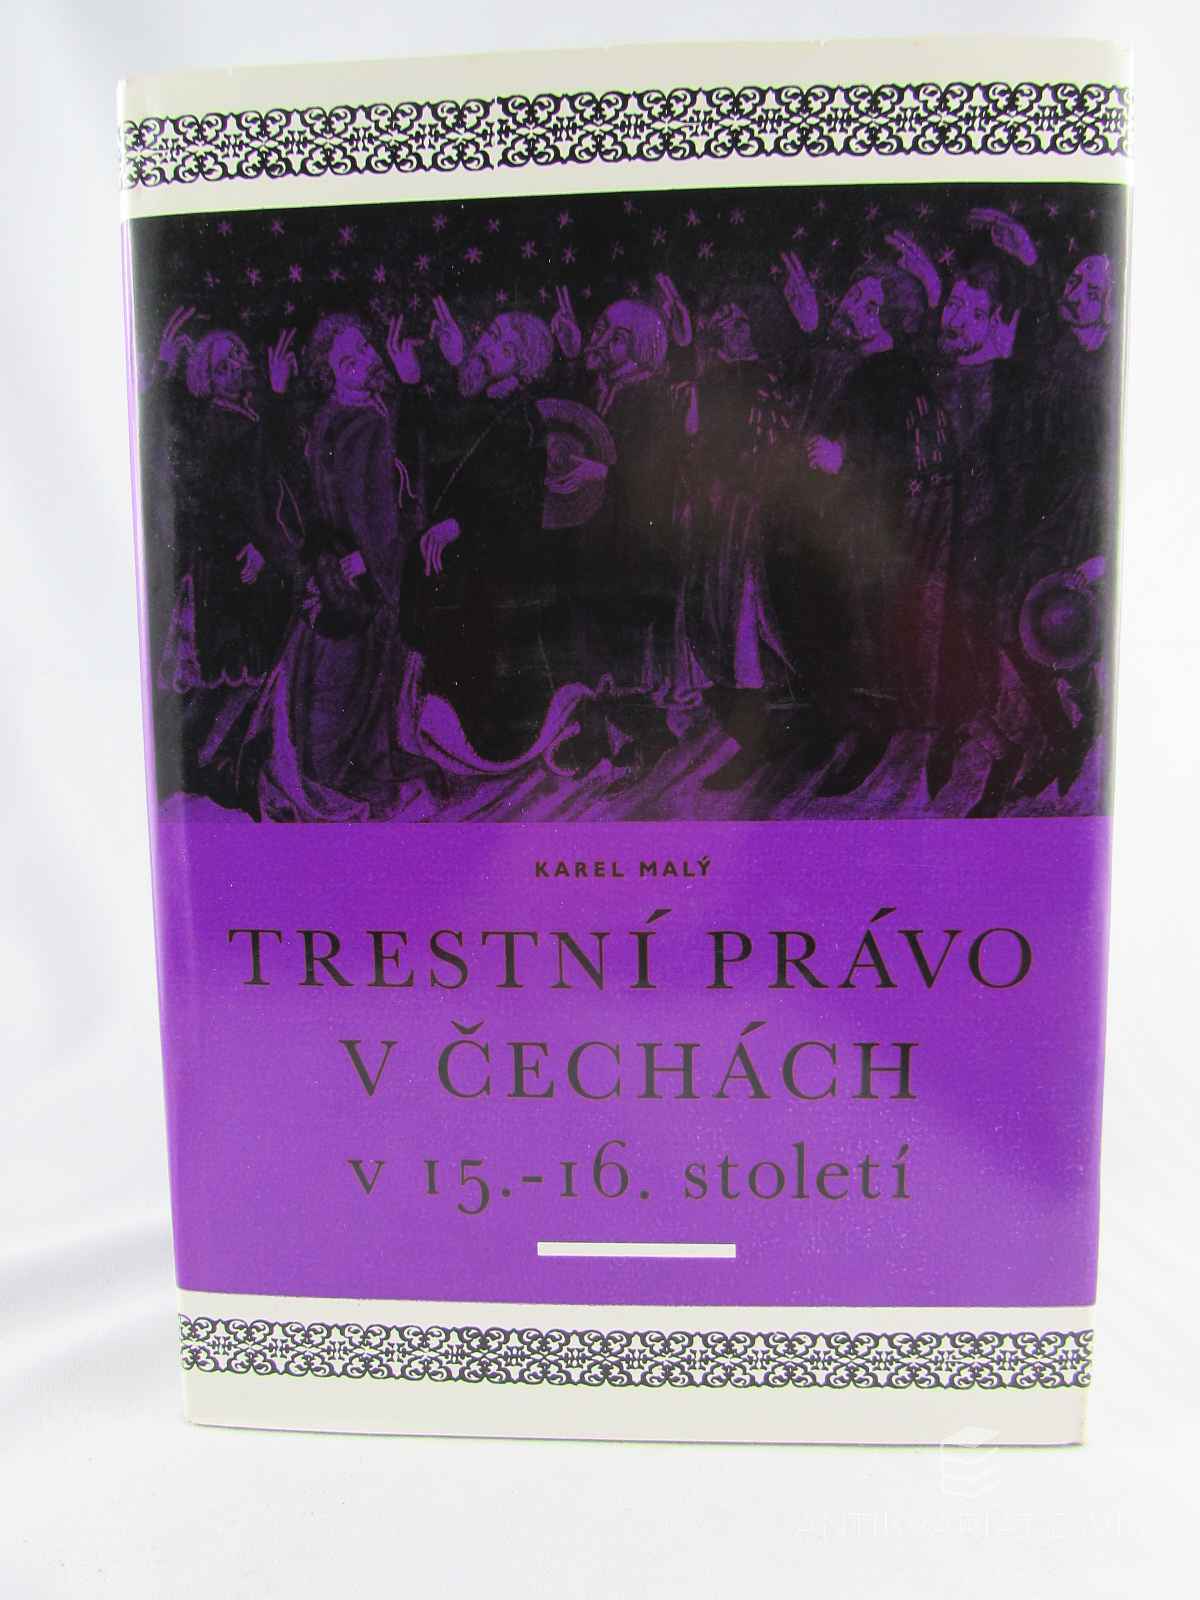 KAREL MALÝ
TRESTNÍ PRÁVO
V ČECHÁCH
v 15.-16. století